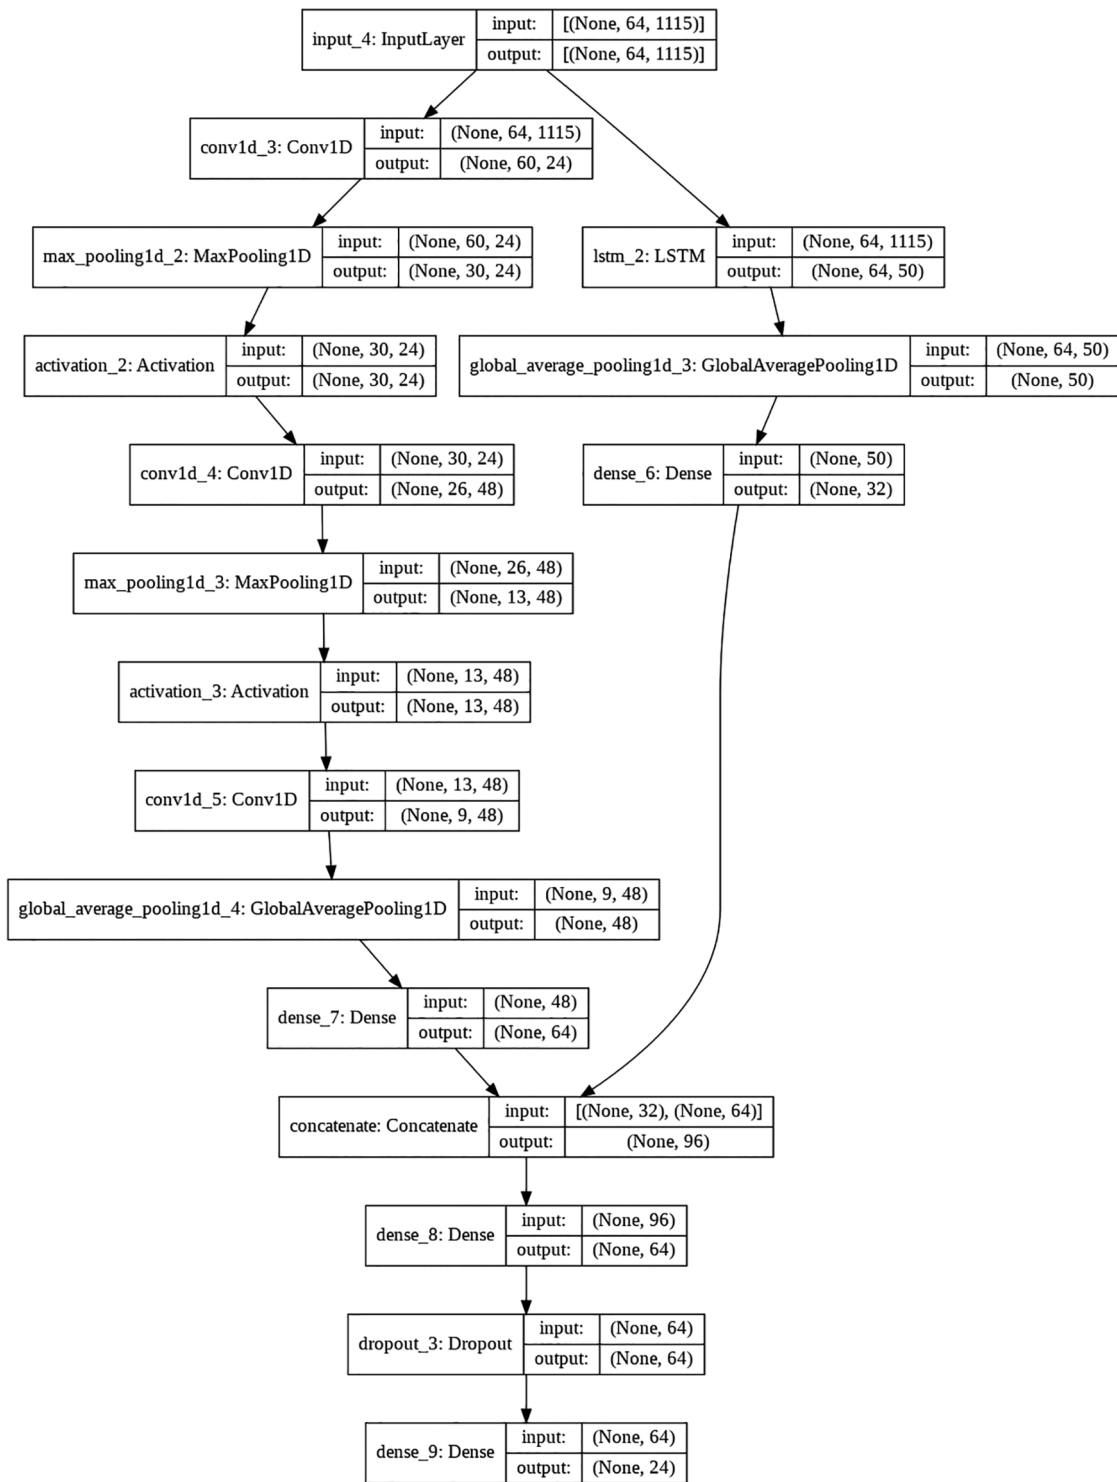 input_4: InputLayer
input: [(None, 64, 1115)]
output: [(None, 64, 1115)]
conv1d_3: Conv1D
input: (None, 64, 1115)
output: (None, 60, 24)
max_pooling1d_2: MaxPooling1D
input: (None, 60, 24)
output: (None, 30, 24)
lstm_2: LSTM
input: (None, 64, 1115)
output: (None, 64, 50)
activation_2: Activation
input: (None, 30, 24)
output: (None, 30, 24)
global_average_pooling1d_3: GlobalAveragePooling1D
input: (None, 64, 50)
output: (None, 50)
conv1d_4: Conv1D
input: (None, 30, 24)
output: (None, 26, 48)
dense_6: Dense
input: (None, 50)
output: (None, 32)
max_pooling1d_3: MaxPooling1D
input: (None, 26, 48)
output: (None, 13, 48)
activation_3: Activation
input: (None, 13, 48)
output: (None, 13, 48)
conv1d_5: Conv1D
input: (None, 13, 48)
output: (None, 9, 48)
global_average_pooling1d_4: GlobalAveragePooling1D
input: (None, 9, 48)
output: (None, 48)
dense_7: Dense
input: (None, 48)
output: (None, 64)
concatenate: Concatenate
input: [(None, 32), (None, 64)]
output: (None, 96)
dense_8: Dense
input: (None, 96)
output: (None, 64)
dropout_3: Dropout
input: (None, 64)
output: (None, 64)
dense_9: Dense
input: (None, 64)
output: (None, 24)